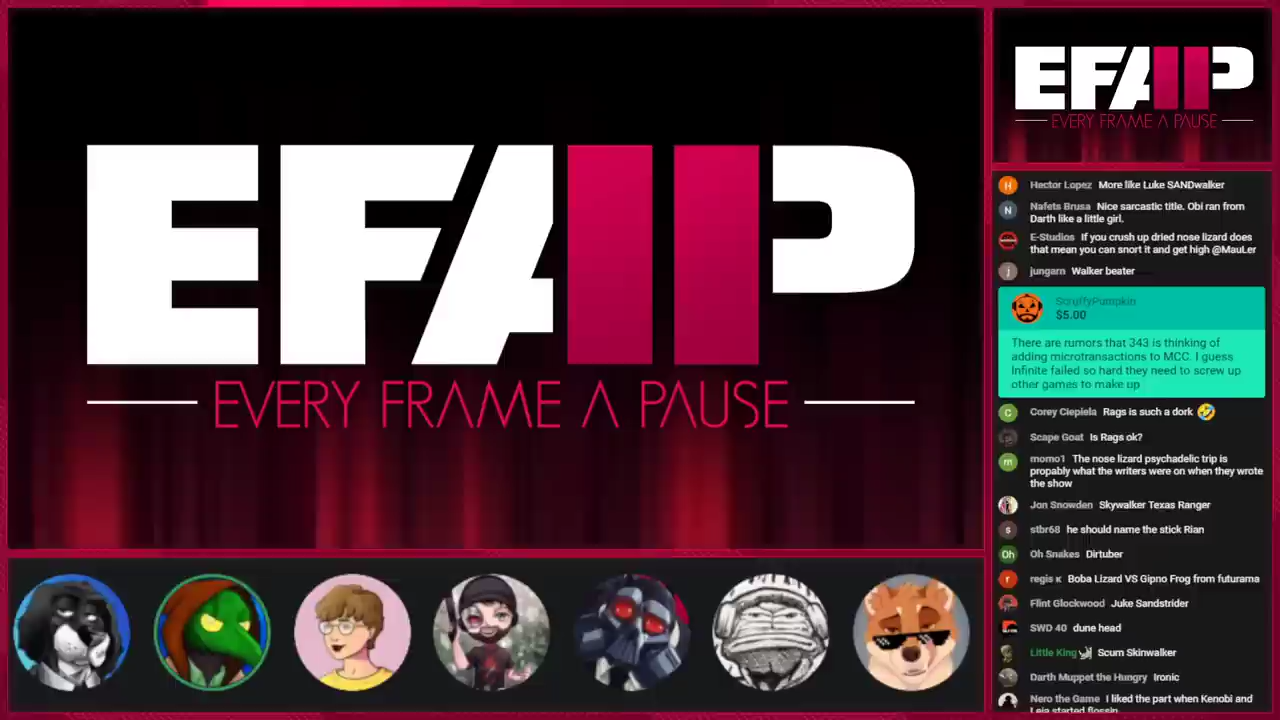 EFAP
EVERY FRAME A PAUSE
EFAP
EVERY FRAME A PAUSE
H Hector Lopez More like Luke SANDwalker
N Nafets Brusa Nice sarcastic title. Obi ran from
Darth like a little girl.
E-Studios If you crush up dried nose lizard does
that mean you can snort it and get high @MauLer
j jungarn Walker beater
ScruffyPumpkin
$5.00
There are rumors that 343 is thinking of
adding microtransactions to MCC. I guess
Infinite failed so hard they need to screw up
other games to make up
C Corey Ciepiela Rags is such a dork 🤣
Scape Goat Is Rags ok?
m momo1 The nose lizard psychadelic trip is
propably what the writers were on when they wrote
the show
Jon Snowden Skywalker Texas Ranger
s stbr68 he should name the stick Rian
Oh Oh Snakes Dirtuber
r regis κ Boba Lizard VS Gipno Frog from futurama
Flint Glockwood Juke Sandstrider
SWD 40 dune head
Little King Scum Skinwalker
Darth Muppet the Hungry Ironic
Nero the Game I liked the part when Kenobi and
Leia started flossin